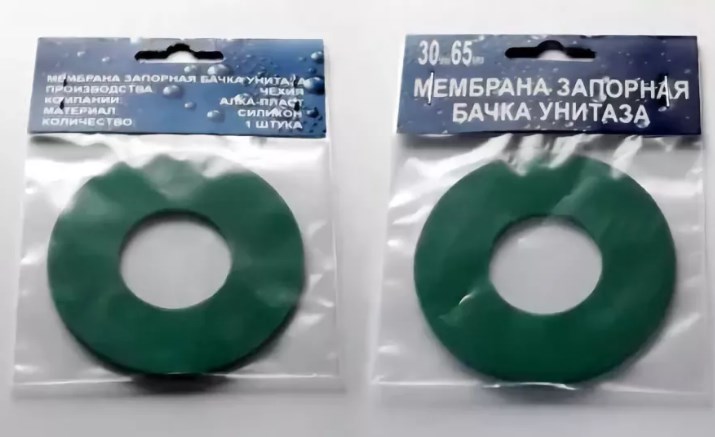 МЕМБРАНА ЗАПОРНАЯ БАЧКА УНИТАЗА
ПРОИЗВОДСТВА ЧЕХИЯ
КОМПАНИИ: АЛКА-ПЛАСТ
МАТЕРИАЛ СИЛИКОН
КОЛИЧЕСТВО 1 ШТУКА
30мм 65мм
МЕМБРАНА ЗАПОРНАЯ
БАЧКА УНИТАЗА